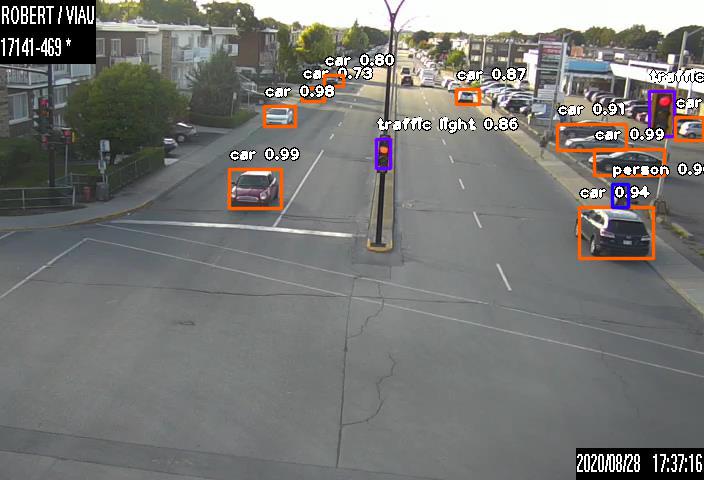 ROBERT / VIAU
17141-469 *
car 0.80
car 0.73
car 0.98
car 0.87
traffic
car 0.91
car
traffic light 0.86
car 0.99
car 0.99
person 0.9
car 0.94
2020/08/28 17:37:16